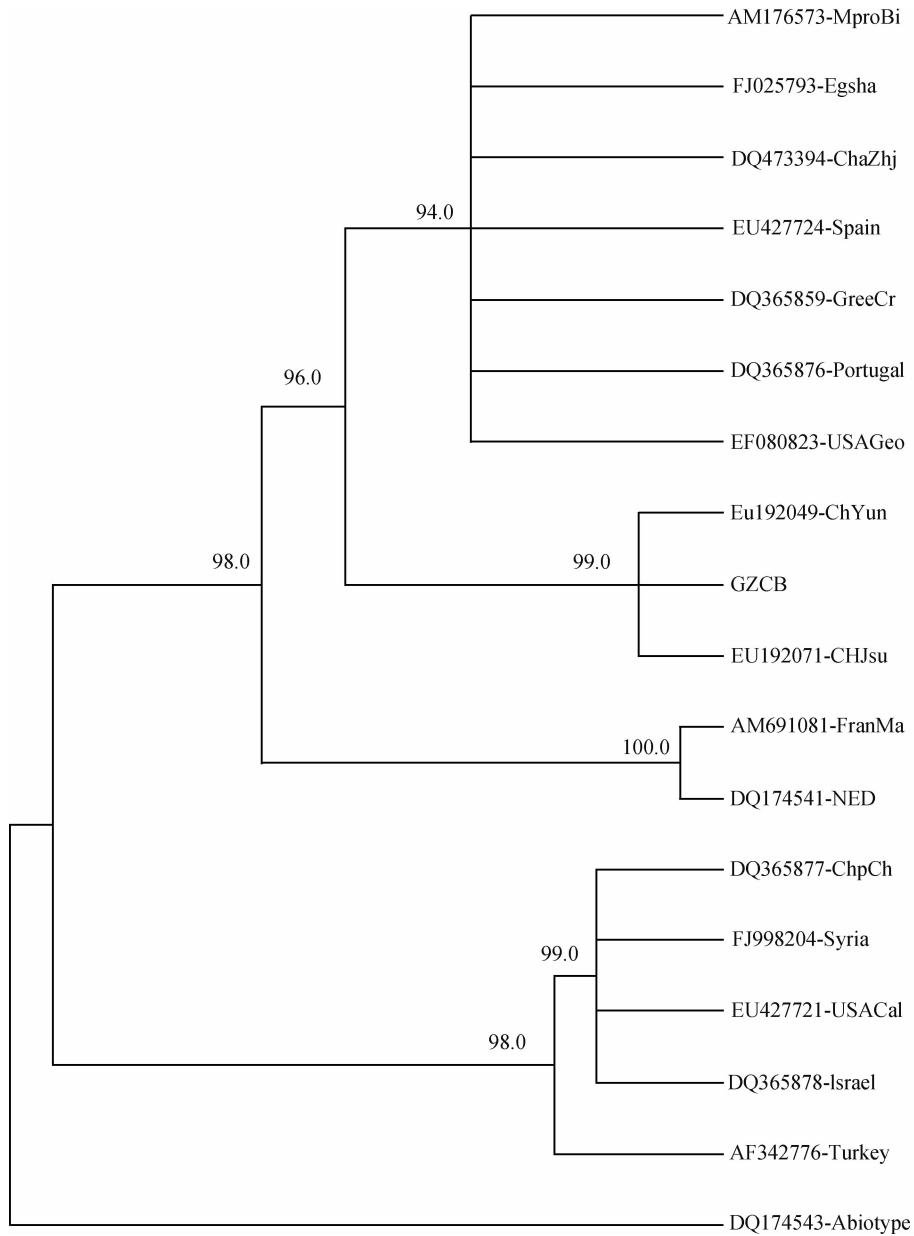 AM176573-MproBi
FJ025793-Egsha
DQ473394-ChaZhj
94.0
EU427724-Spain
DQ365859-GreeCr
DQ365876-Portugal
96.0
EF080823-USAGeo
Eu192049-ChYun
98.0
99.0
GZCB
EU192071-CHJsu
AM691081-FranMa
100.0
DQ174541-NED
DQ365877-ChpCh
FJ998204-Syria
99.0
EU427721-USACal
98.0
DQ365878-Israel
AF342776-Turkey
DQ174543-Abiotype